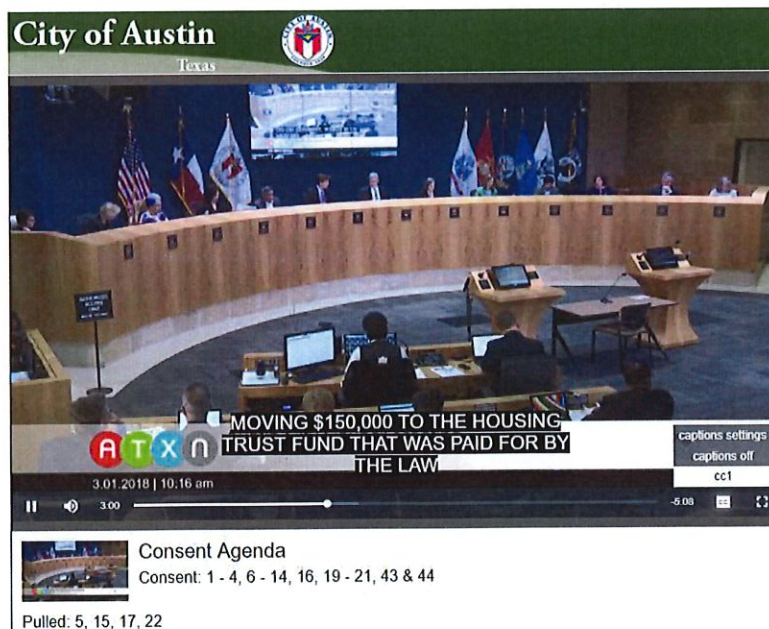 City of Austin
Texas
MOVING $150,000 TO THE HOUSING
TRUST FUND THAT WAS PAID FOR BY
THE LAW
ATXN
captions settings
captions off
cc1
3.01.2018 | 10:16 am
3:00
-5:08
Consent Agenda
Consent: 1 - 4, 6 - 14, 16, 19 - 21, 43 & 44
Pulled: 5, 15, 17, 22